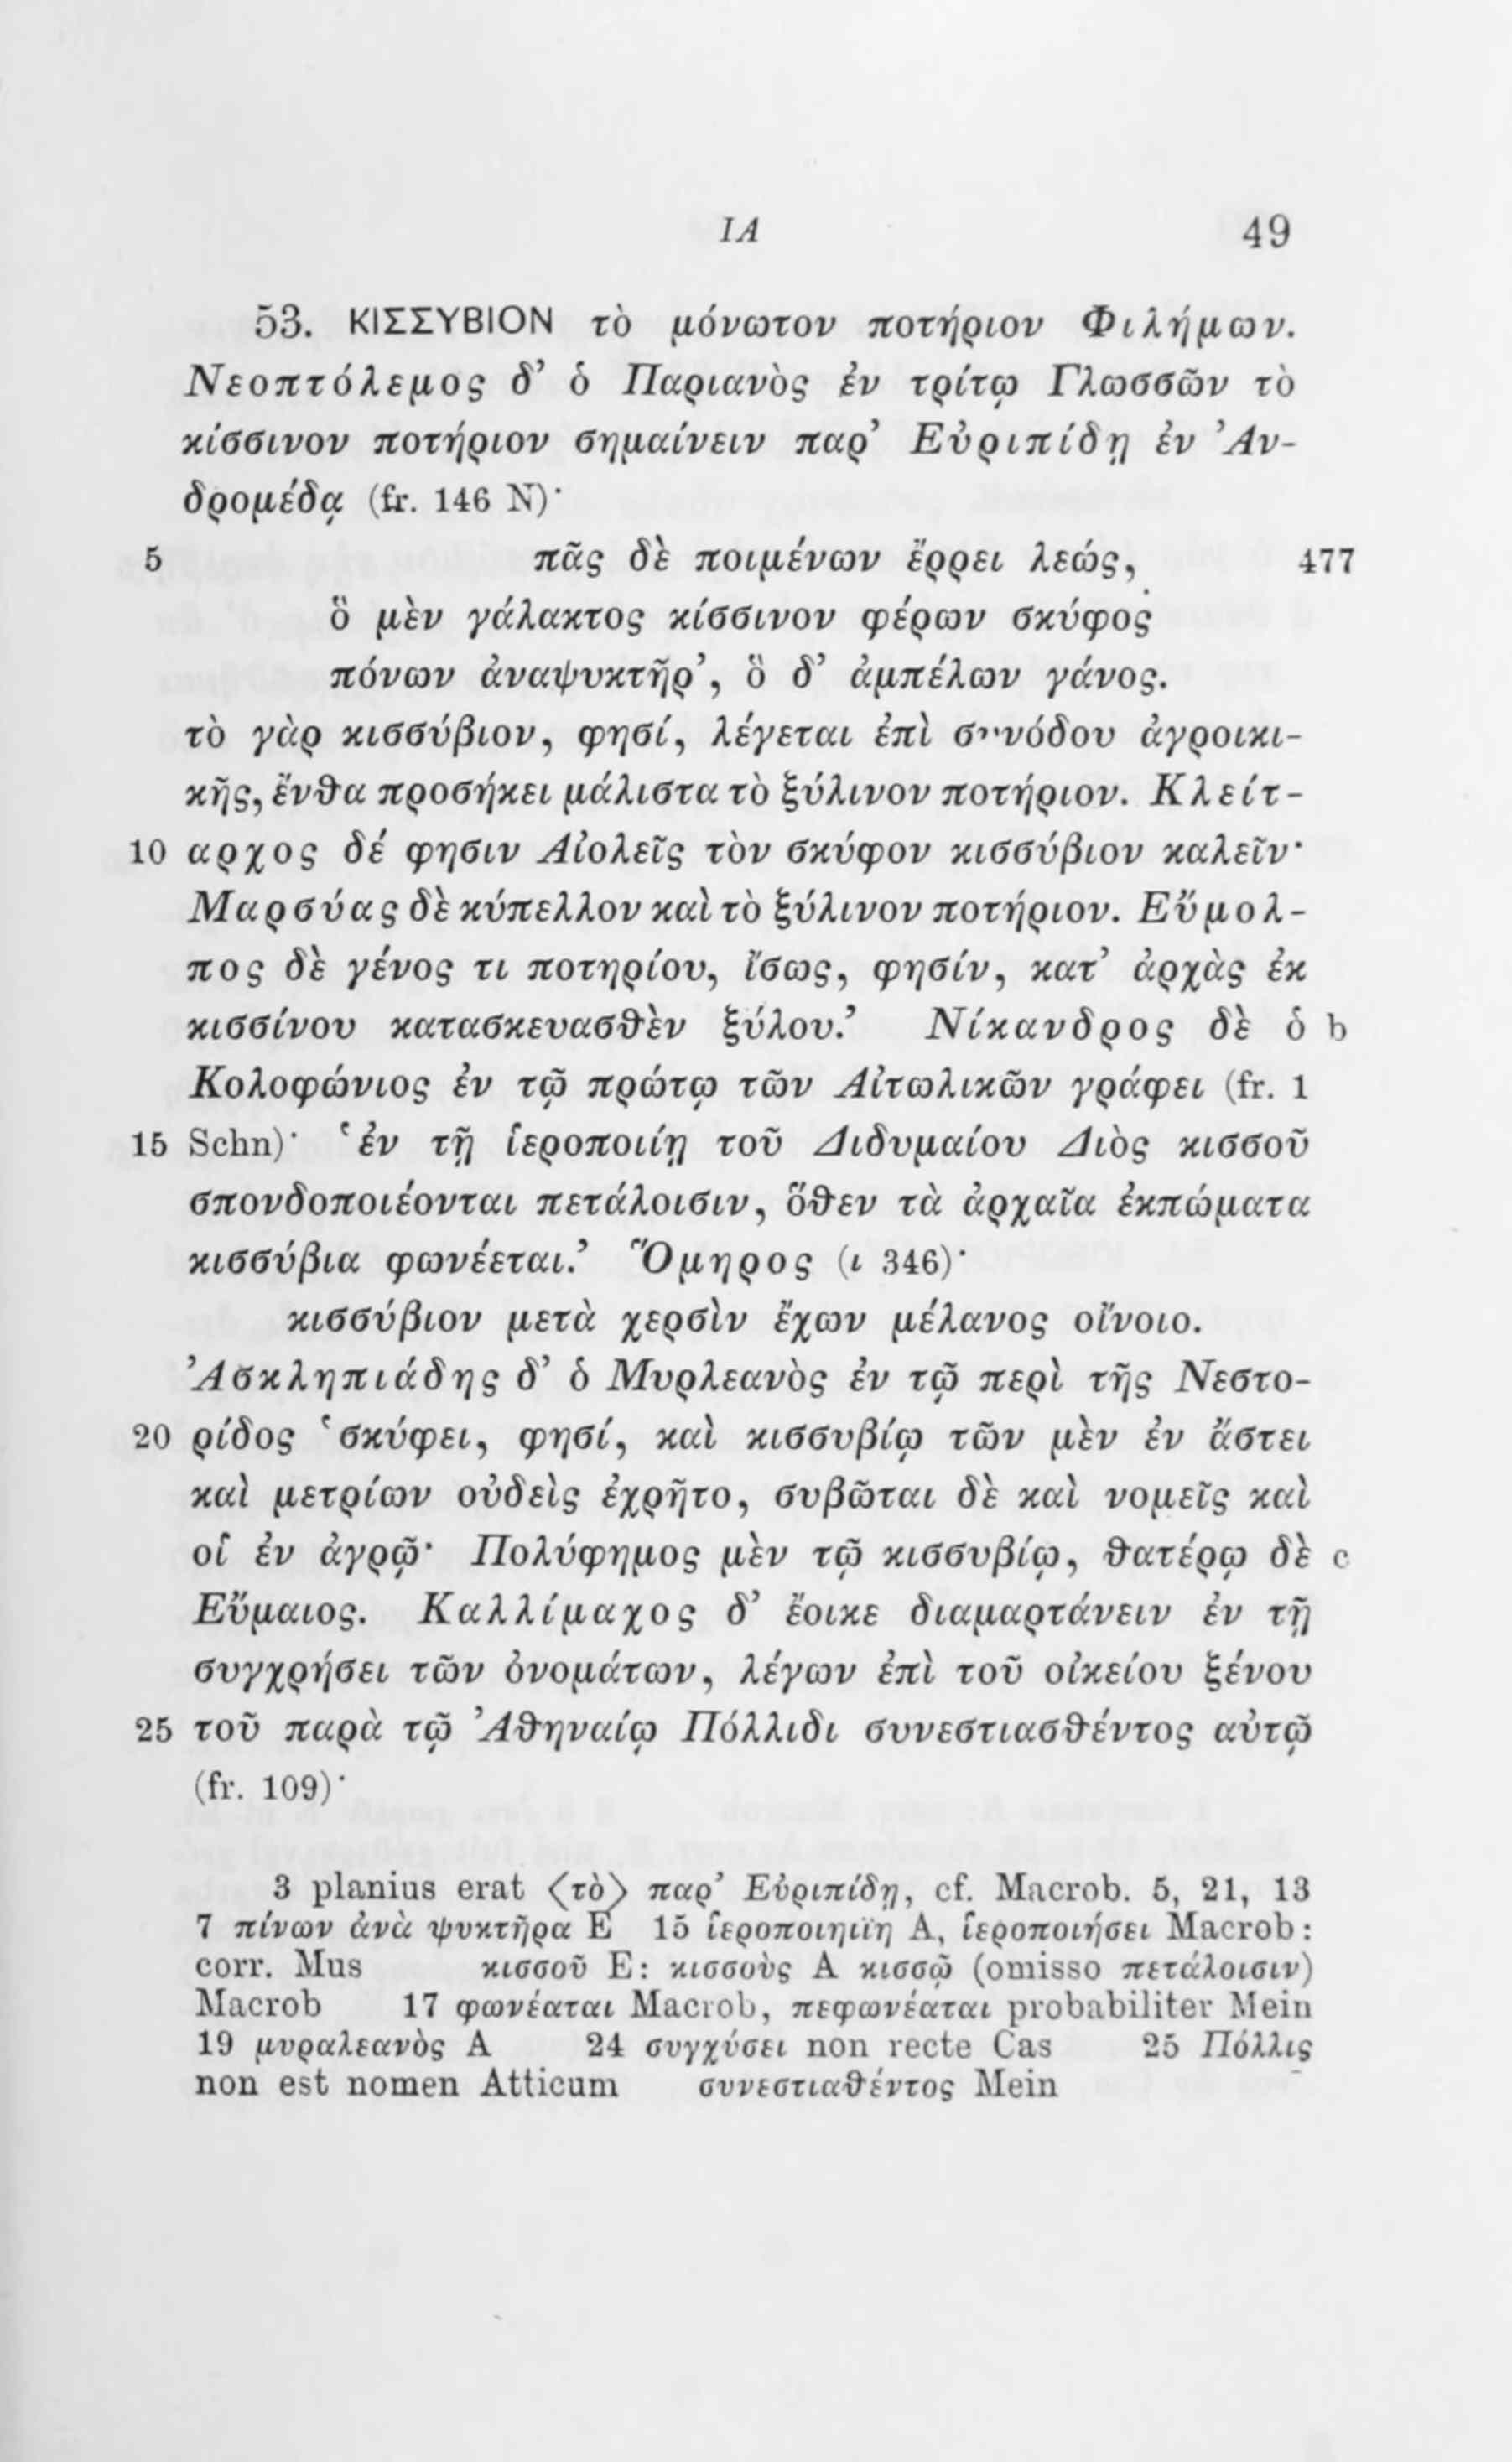 ΙΑ 49
53. ΚΙΣΣΥΒΙΟΝ τὸ μόνωτον ποτήριον Φιλήμων.
Νεοπτόλεμος δ’ ὁ Παριανὸς ἐν τρίτῳ Γλωσσῶν τὸ
κίσσινον ποτήριον σημαίνειν παρ’ Εὐριπίδῃ ἐν Ἀν-
δρομέδᾳ (fr. 146 N)·
5 πᾶς δὲ ποιμένων ἔρρει λεώς, 477
ὃ μὲν γάλακτος κίσσινον φέρων σκύφος
πόνων ἀναψυκτῆρ’, ὃ δ’ ἀμπέλων γάνος.
τὸ γὰρ κισσύβιον, φησί, λέγεται ἐπὶ συνόδου ἀγροικι-
κῆς, ἔνθα προσήκει μάλιστα τὸ ξύλινον ποτήριον. Κλείτ-
10 αρχος δέ φησιν Αἰολεῖς τὸν σκύφον κισσύβιον καλεῖν·
Μαρσύας δὲ κύπελλον καὶ τὸ ξύλινον ποτήριον. Εὔμολ-
πος δὲ γένος τι ποτηρίου, ἴσως, φησίν, κατ’ ἀρχὰς ἐκ
κισσίνου κατασκευασθὲν ξύλου.’ Νίκανδρος δὲ ὁ b
Κολοφώνιος ἐν τῷ πρώτῳ τῶν Αἰτωλικῶν γράφει (fr. 1
15 Schn)· ‘ἐν τῇ ἱεροποιίῃ τοῦ Διδυμαίου Διὸς κισσοῦ
σπονδοποιέονται πετάλοισιν, ὅθεν τὰ ἀρχαῖα ἐκπώματα
κισσύβια φωνέεται.’ Ὅμηρος (ι 346)·
κισσύβιον μετὰ χερσὶν ἔχων μέλανος οἴνοιο.
Ἀσκληπιάδης δ’ ὁ Μυρλεανὸς ἐν τῷ περὶ τῆς Νεστο-
20 ρίδος ‘σκύφει, φησί, καὶ κισσυβίῳ τῶν μὲν ἐν ἄστει
καὶ μετρίων οὐδεὶς ἐχρῆτο, συβῶται δὲ καὶ νομεῖς καὶ
οἱ ἐν ἀγρῷ· Πολύφημος μὲν τῷ κισσυβίῳ, θατέρῳ δὲ c
Εὔμαιος. Καλλίμαχος δ’ ἔοικε διαμαρτάνειν ἐν τῇ
συγχρήσει τῶν ὀνομάτων, λέγων ἐπὶ τοῦ οἰκείου ξένου
25 τοῦ παρὰ τῷ Ἀθηναίῳ Πόλλιδι συνεστιασθέντος αὐτῷ
(fr. 109)·
3 planius erat ⟨τὸ⟩ παρ’ Εὐριπίδῃ, cf. Macrob. 5, 21, 13
7 πίνων ἀνὰ ψυκτῆρα E 15 ἱεροποιηιΐη A, ἱεροποιήσει Macrob:
corr. Mus κισσοῦ E: κισσοὺς A κισσῷ (omisso πετάλοισιν)
Macrob 17 φωνέαται Macrob, πεφωνέαται probabiliter Mein
19 μυραλεανὸς A 24 συγχύσει non recte Cas 25 Πόλλις
non est nomen Atticum συνεστιαθέντος Mein